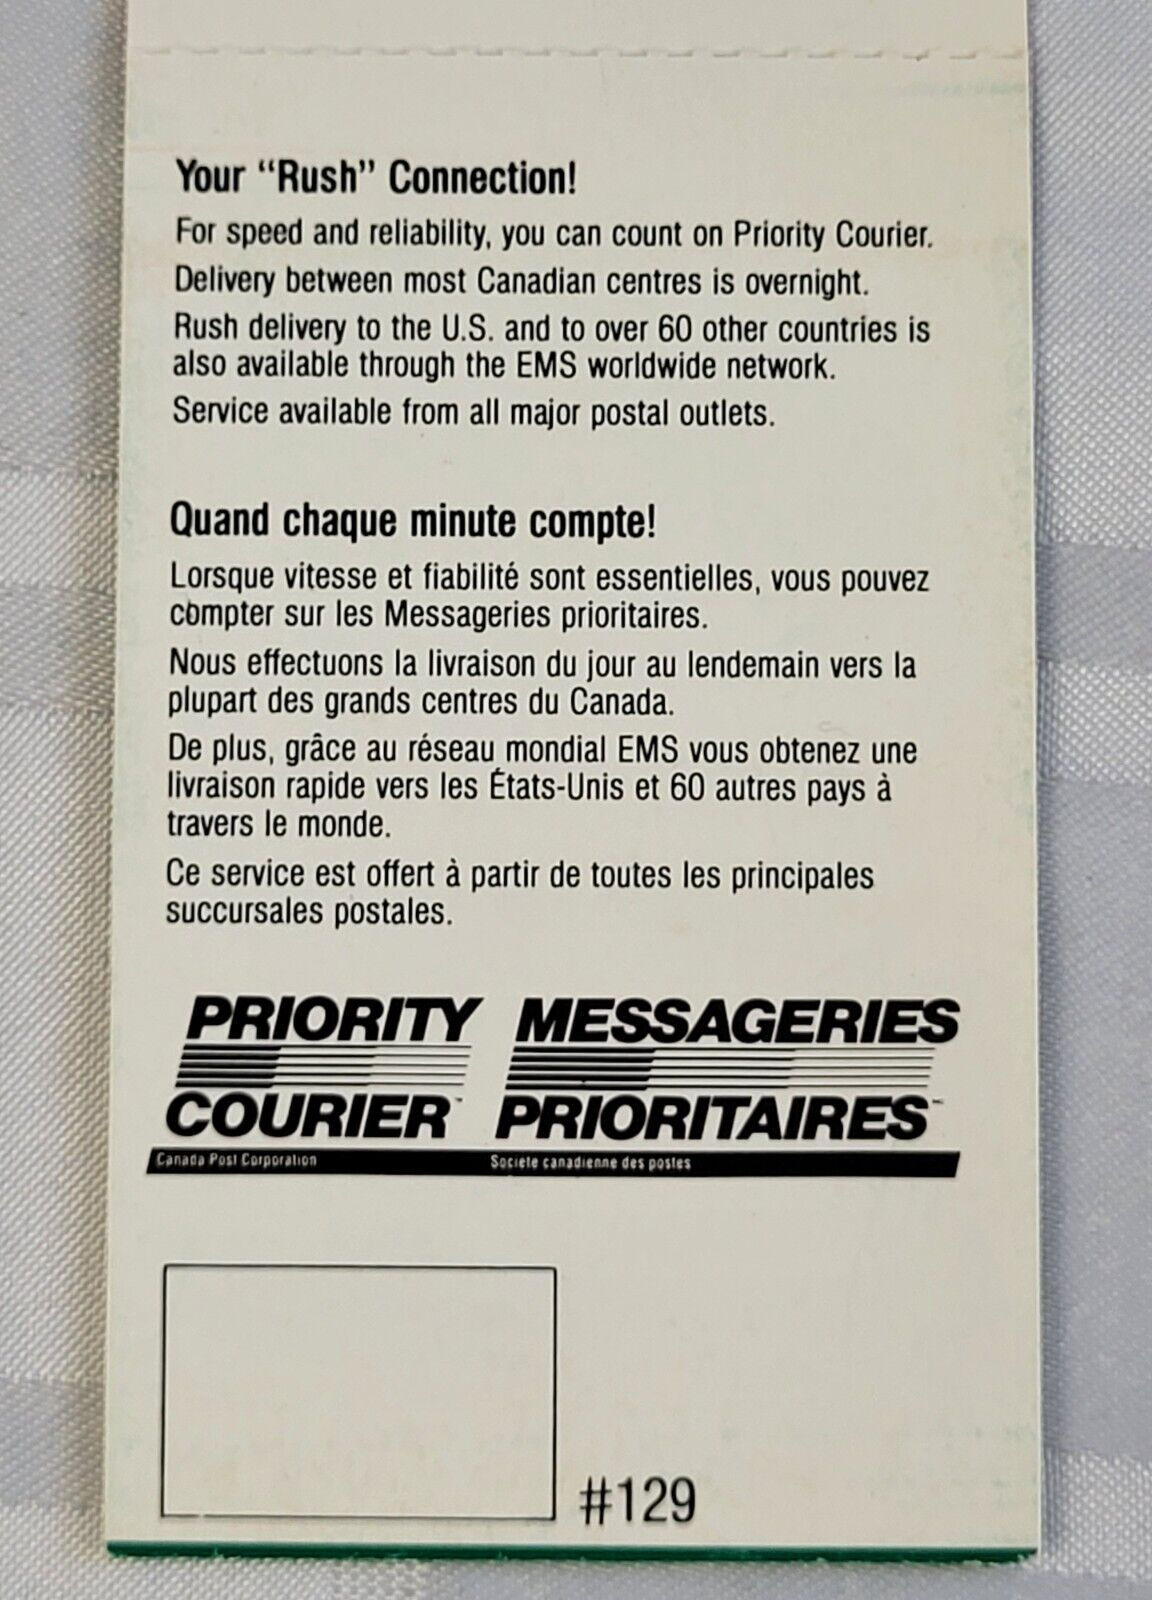 Your “Rush” Connection!
For speed and reliability, you can count on Priority Courier.
Delivery between most Canadian centres is overnight.
Rush delivery to the U.S. and to over 60 other countries is
also available through the EMS worldwide network.
Service available from all major postal outlets.
Quand chaque minute compte!
Lorsque vitesse et fiabilité sont essentielles, vous pouvez
compter sur les Messageries prioritaires.
Nous effectuons la livraison du jour au lendemain vers la
plupart des grands centres du Canada.
De plus, grâce au réseau mondial EMS vous obtenez une
livraison rapide vers les États-Unis et 60 autres pays à
travers le monde.
Ce service est offert à partir de toutes les principales
succursales postales.
PRIORITY
COURIER™
MESSAGERIES
PRIORITAIRES™
Canada Post Corporation
Société canadienne des postes
#129